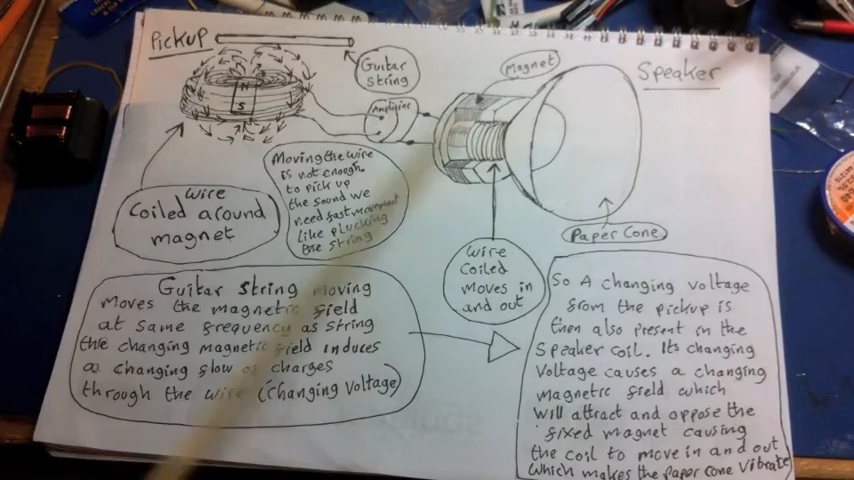 Pickup
Guitar
String
Magnet
Speaker
Amplifier
N
S
Wire
Coiled around
magnet
Moving the wire
is not enough
to pick up
the sound we
need fast movement
like plucking
the string
Wire
Coiled
moves in
and out
Paper Cone
Guitar String moving
moves the magnetic field
at same frequency as string
the changing magnetic field induces
a changing flow of charges
through the wire (changing Voltage)
So A changing voltage
from the pickup is
then also present in the
Speaker coil. Its changing
Voltage causes a changing
magnetic field which
will attract and oppose the
fixed magnet causing
the coil to move in and out
which makes the paper cone vibrate